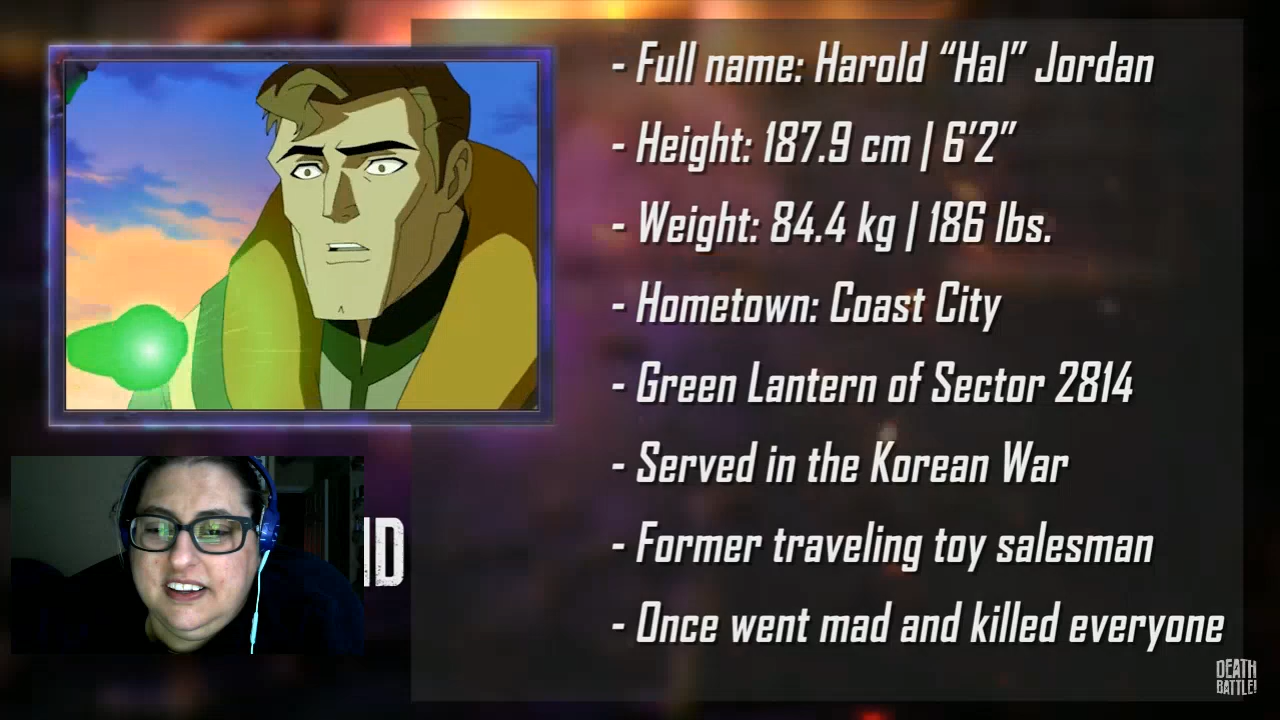 - Full name: Harold “Hal” Jordan
- Height: 187.9 cm | 6’2”
- Weight: 84.4 kg | 186 lbs.
- Hometown: Coast City
- Green Lantern of Sector 2814
- Served in the Korean War
- Former traveling toy salesman
- Once went mad and killed everyone
DEATH
BATTLE!